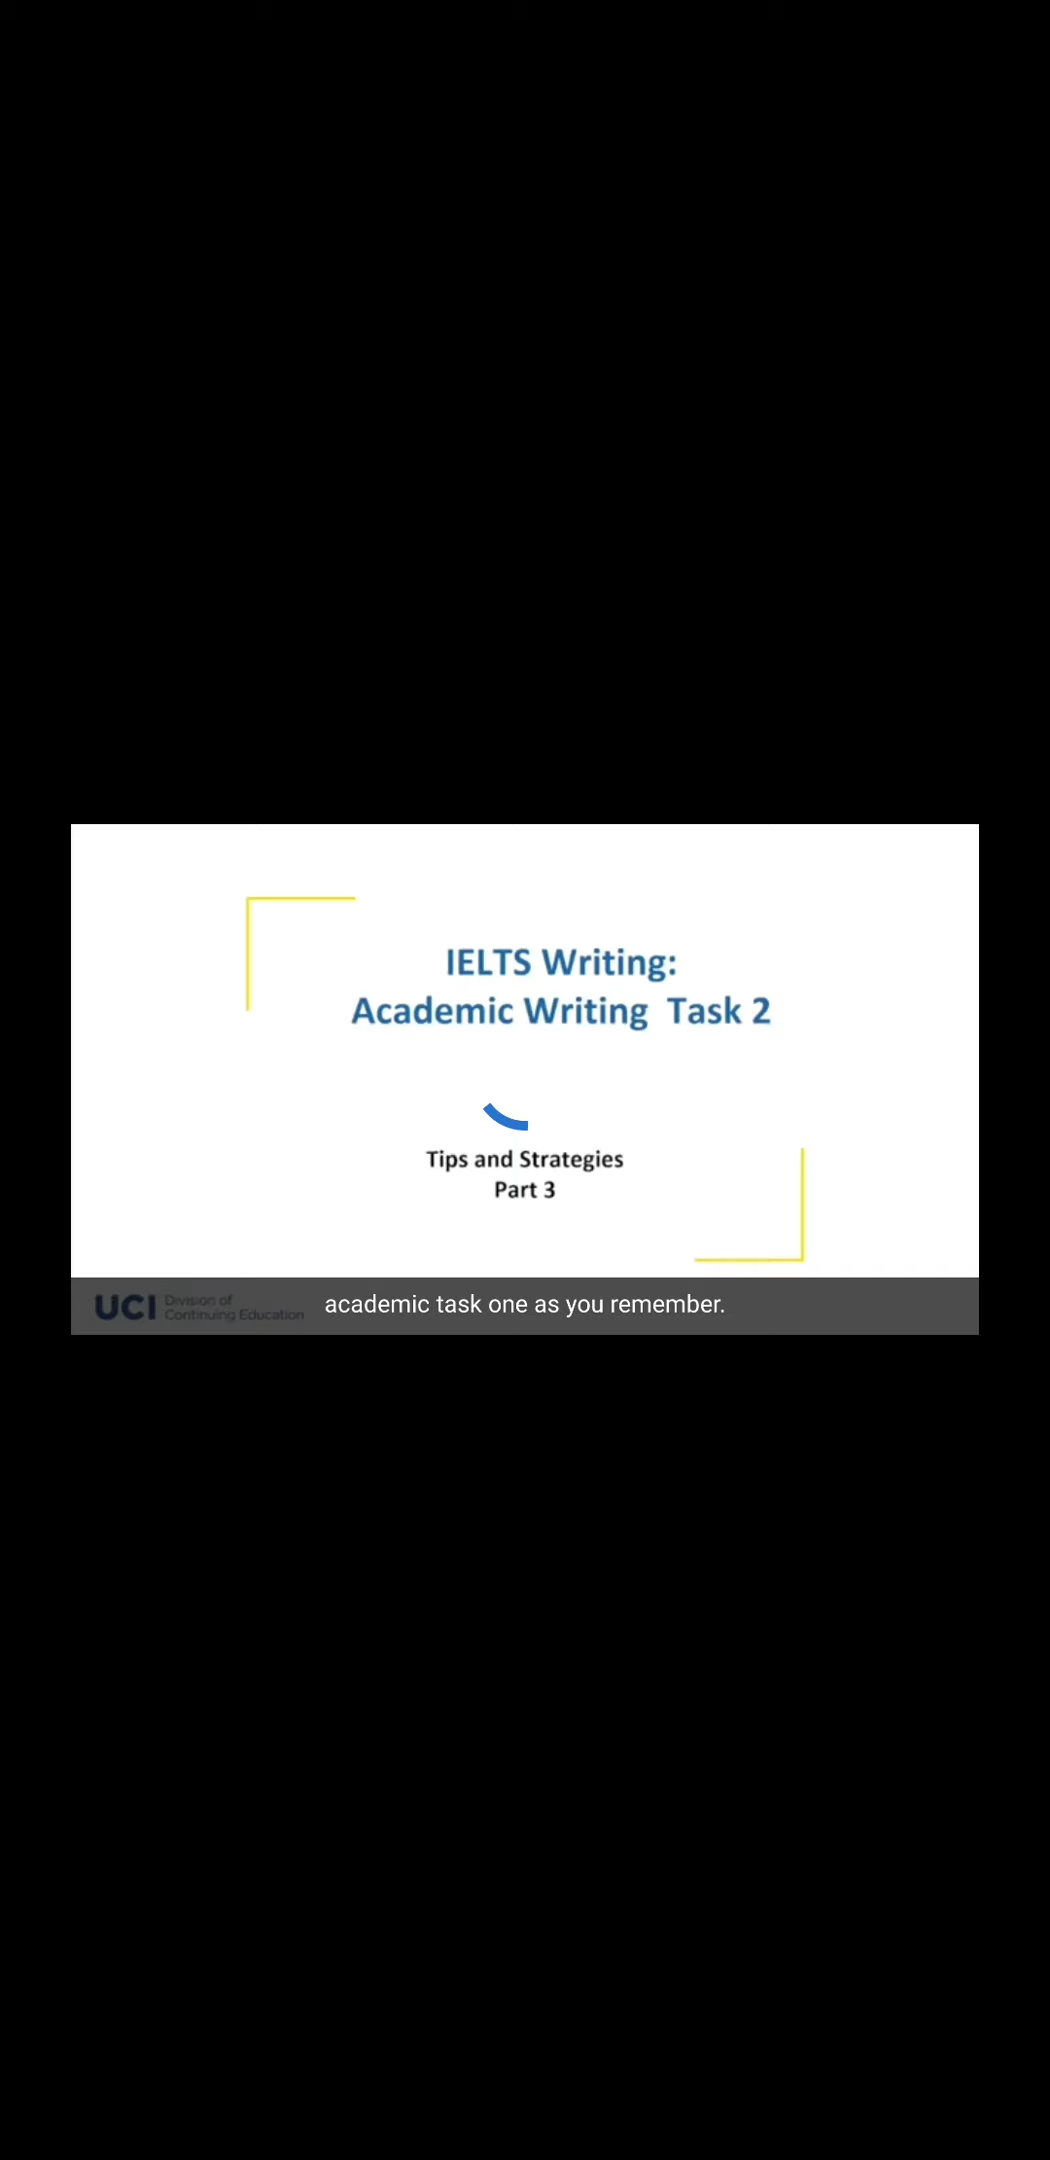 IELTS Writing:
Academic Writing Task 2
Tips and Strategies
Part 3
UCI Division of
Continuing Education
academic task one as you remember.